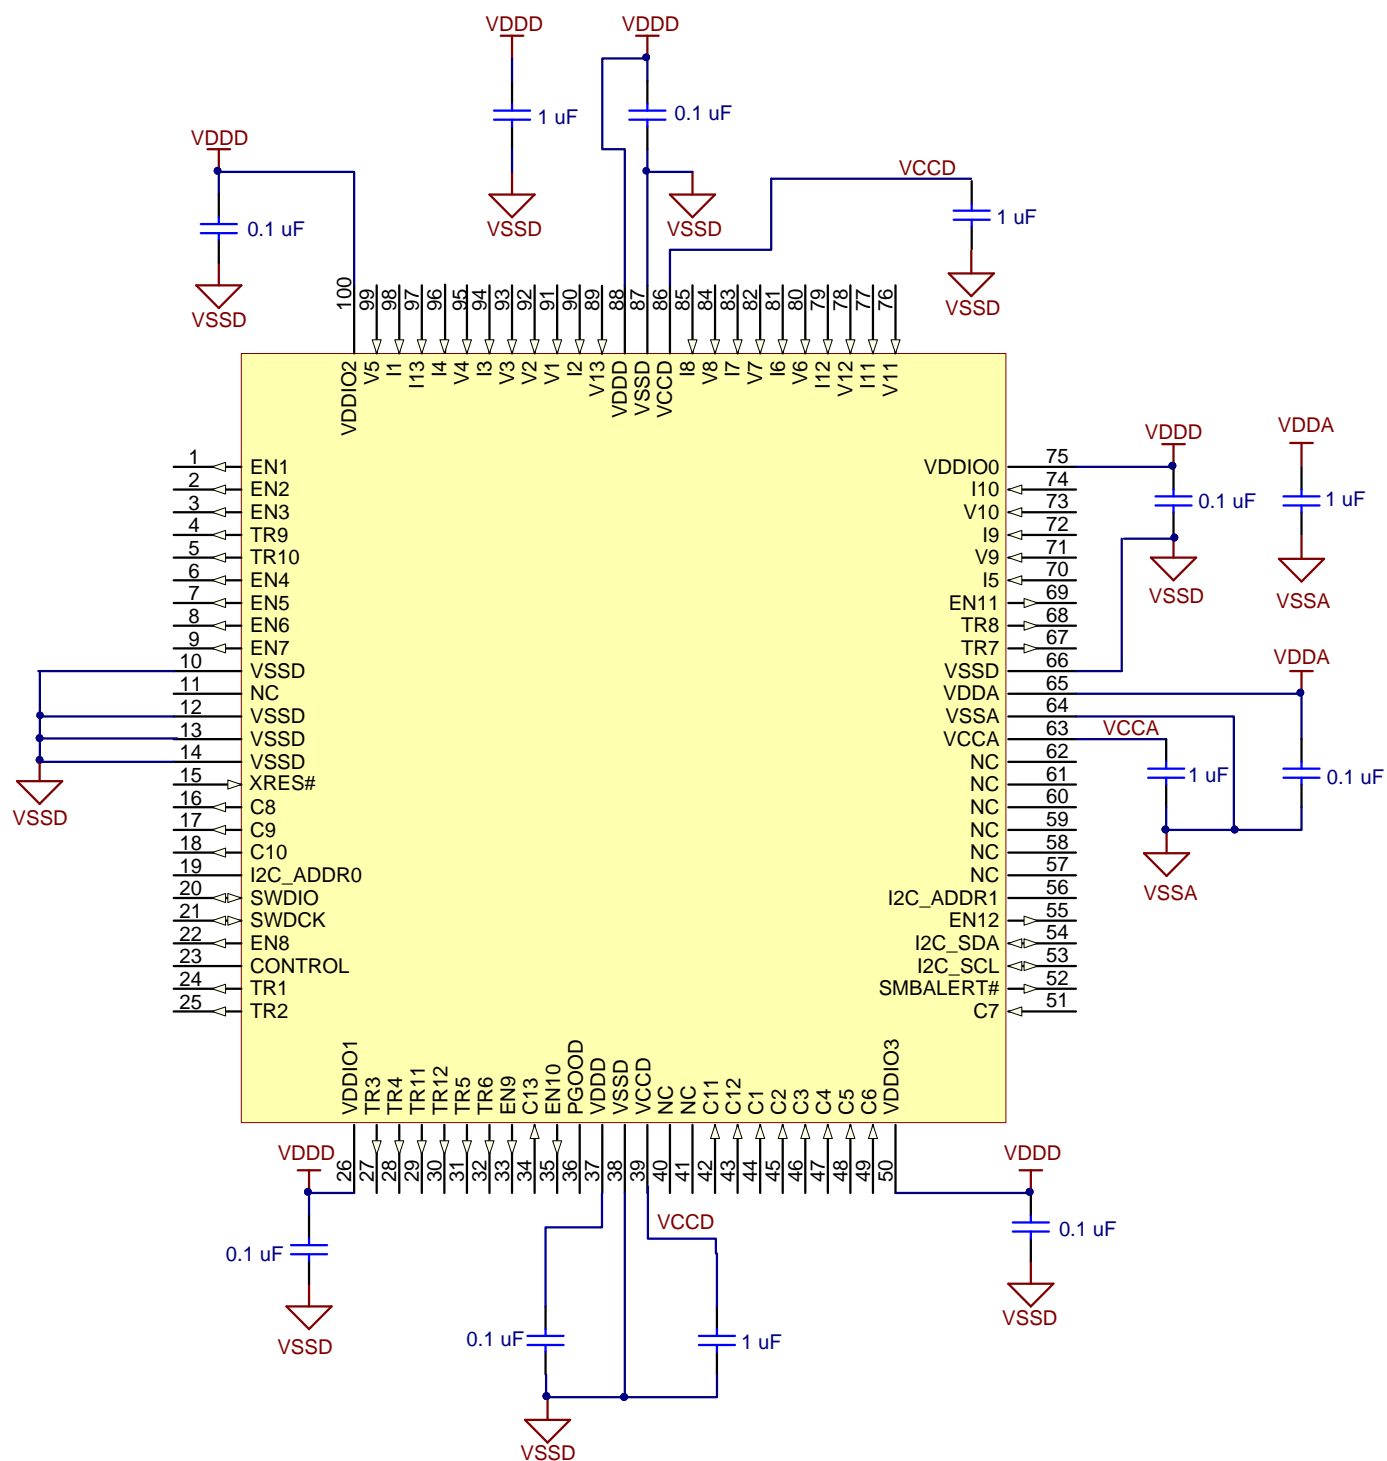 VDDD
VDDD
1 uF
0.1 uF
VDDD
VCCD
0.1 uF
1 uF
VSSD
VSSD
VSSD
VSSD
100 99 98 97 96 95 94 93 92 91 90 89 88 87 86 85 84 83 82 81 80 79 78 77 76
VDDIO2 V5 I1 I13 I4 V4 I3 V3 V2 V1 I2 V13 VDDD VSSD VCCD I8 V8 I7 V7 I6 V6 I12 V12 I11 V11
1 EN1
2 EN2
3 EN3
4 TR9
5 TR10
6 EN4
7 EN5
8 EN6
9 EN7
10 VSSD
11 NC
12 VSSD
13 VSSD
14 VSSD
15 XRES#
16 C8
17 C9
18 C10
19 I2C_ADDR0
20 SWDIO
21 SWDCK
22 EN8
23 CONTROL
24 TR1
25 TR2
VSSD
VDDIO0 75
I10 74
V10 73
I9 72
V9 71
I5 70
EN11 69
TR8 68
TR7 67
VSSD 66
VDDA 65
VSSA 64
VCCA 63
NC 62
NC 61
NC 60
NC 59
NC 58
NC 57
I2C_ADDR1 56
EN12 55
I2C_SDA 54
I2C_SCL 53
SMBALERT# 52
C7 51
VDDD
VDDA
0.1 uF
1 uF
VSSD
VSSA
VDDA
VCCA
1 uF
0.1 uF
VSSA
VDDIO1 TR3 TR4 TR11 TR12 TR5 TR6 EN9 C13 EN10 PGOOD VDDD VSSD VCCD NC NC C11 C12 C1 C2 C3 C4 C5 C6 VDDIO3
26 27 28 29 30 31 32 33 34 35 36 37 38 39 40 41 42 43 44 45 46 47 48 49 50
VDDD
VDDD
VCCD
0.1 uF
0.1 uF
VSSD
VSSD
0.1 uF
1 uF
VSSD